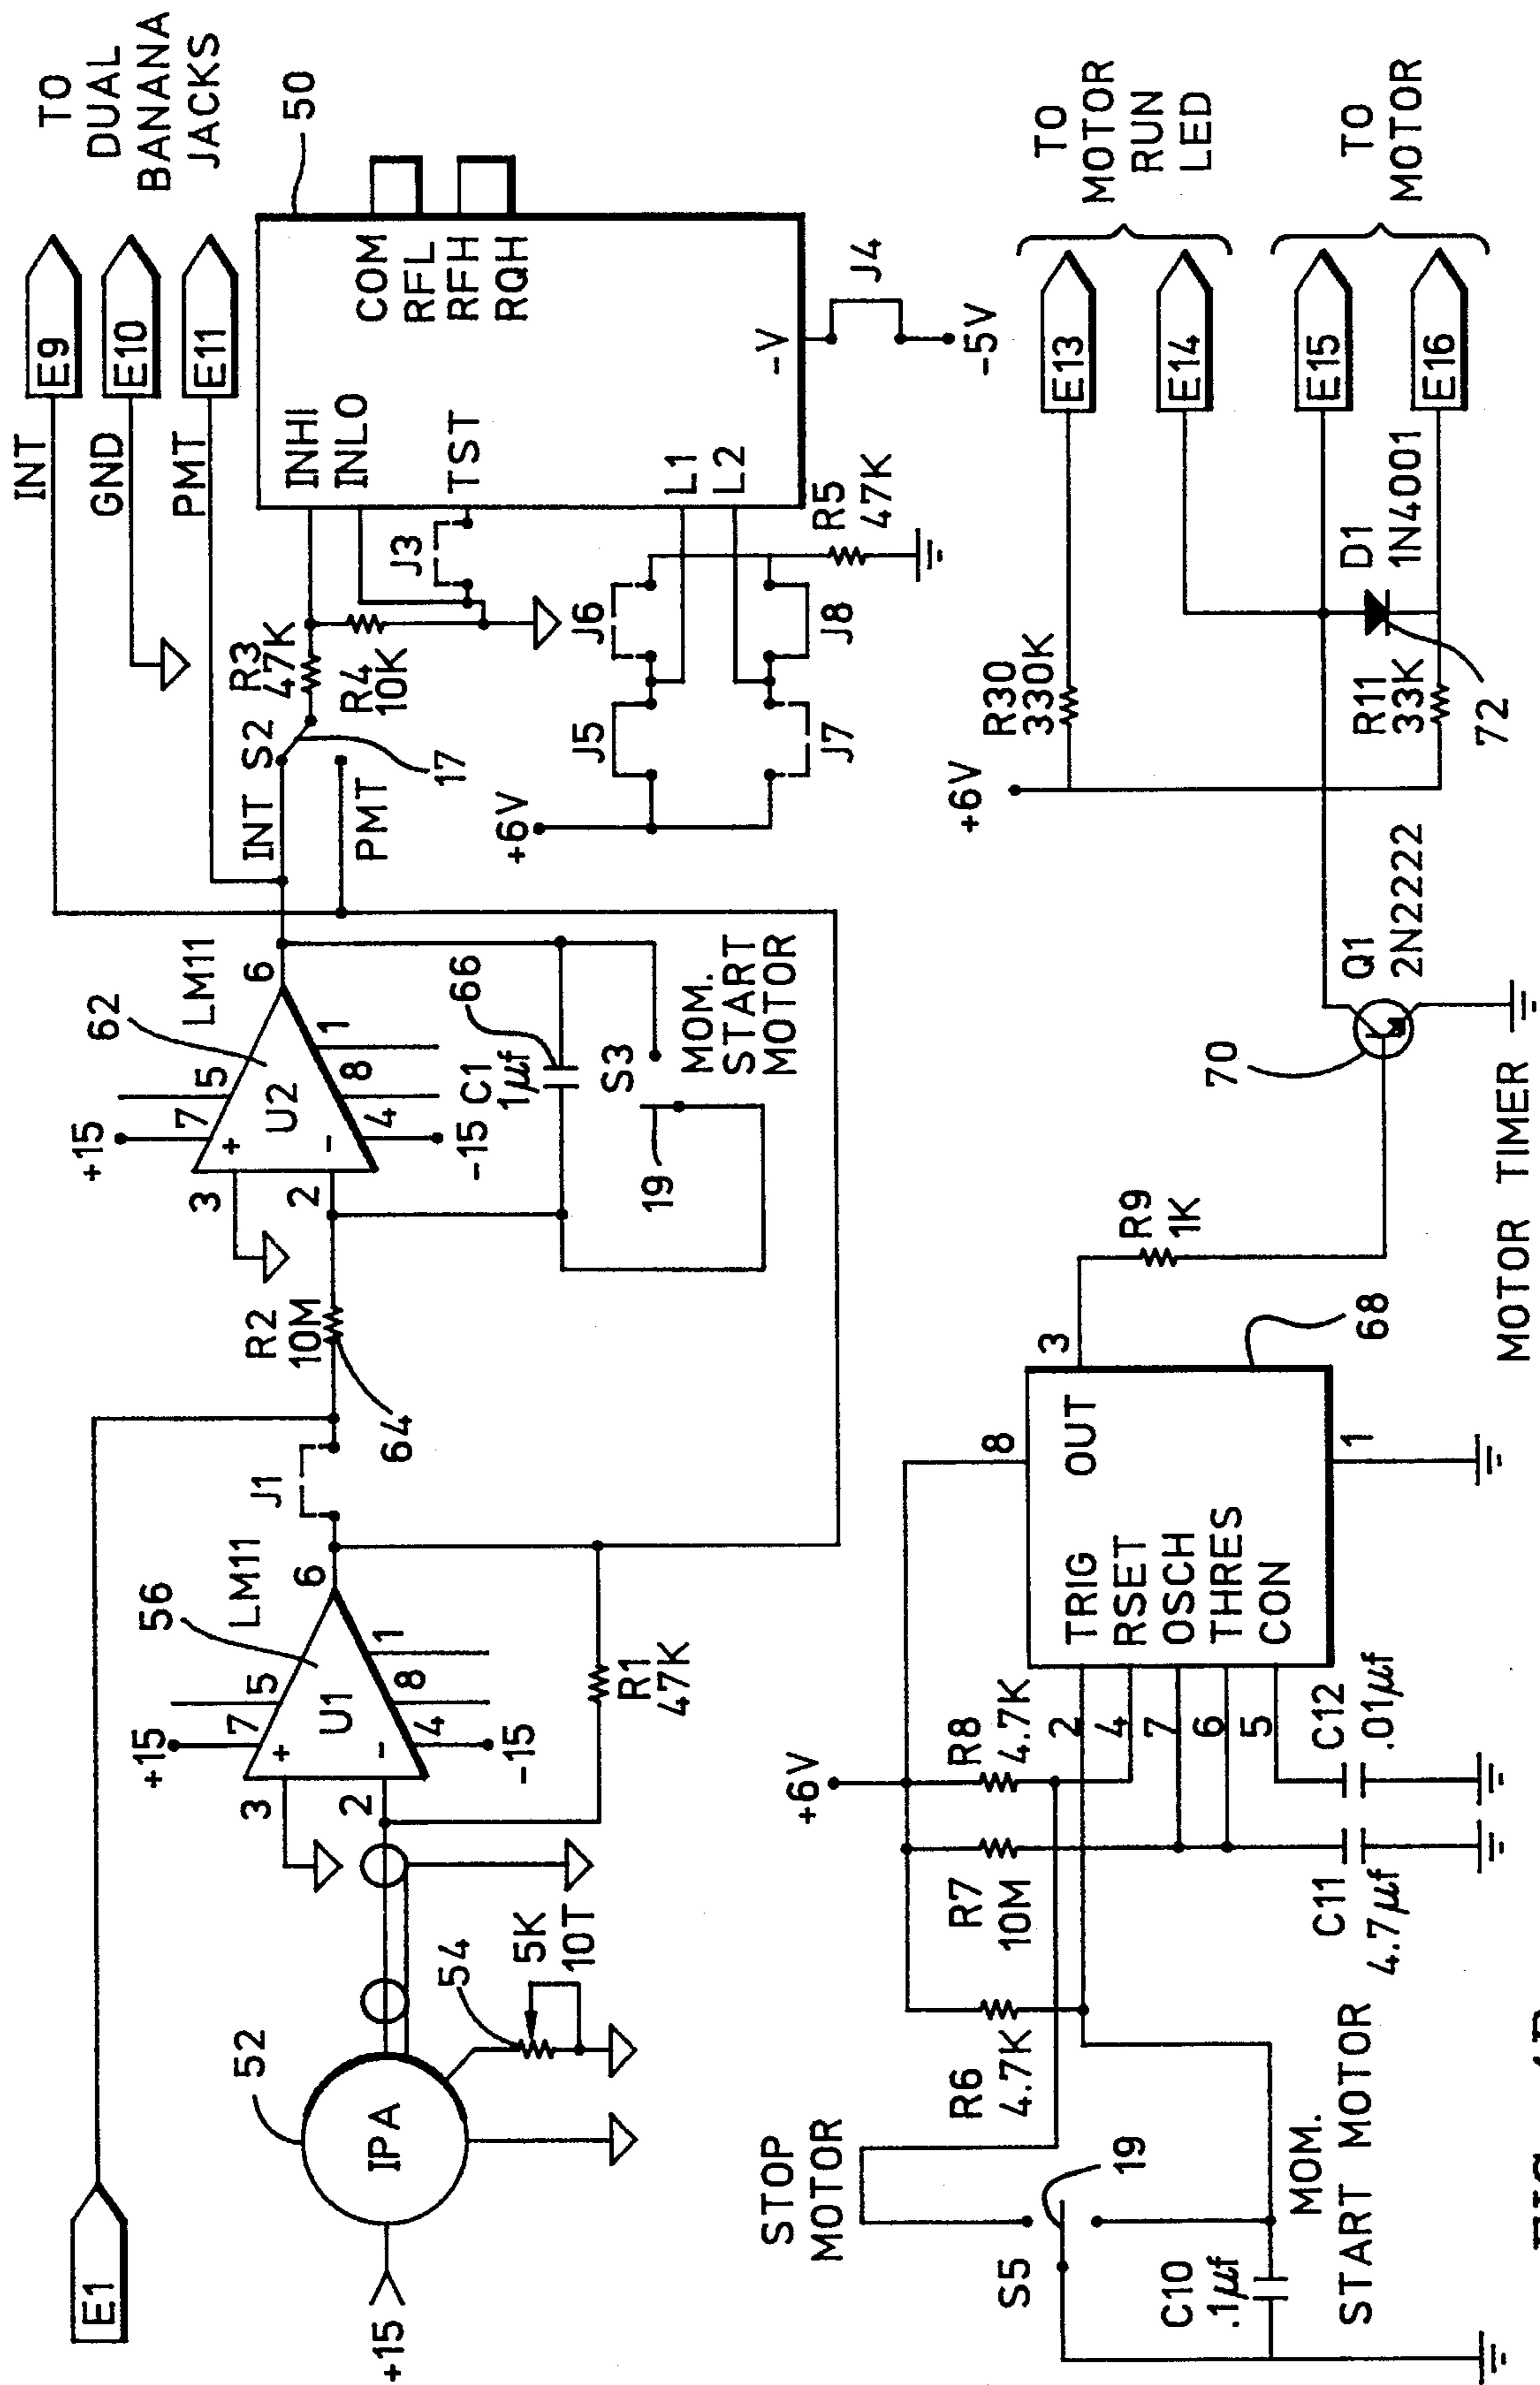 E1
+15
IPA
52
54
5K
10T
+15
7
5
3
+
2
-
U1
4
8
1
-15
6
56
LM11
R1
47K
J1
64
R2
10M
+15
7
5
3
+
2
-
U2
4
8
1
-15
6
62
LM11
C1
1µf
66
S3
19
MOM.
START
MOTOR
INT
GND
PMT
E9
E10
E11
TO
DUAL
BANANA
JACKS
INT
S2
PMT
17
R3
47K
R4
10K
J3
INHI
INLO
TST
L1
L2
COM
RFL
RFH
RQH
-V
50
J4
-5V
+6V
J5
J6
J7
J8
R5
47K
STOP
MOTOR
S5
19
C10
.1µf
MOM.
START MOTOR
+6V
R6
4.7K
R7
10M
R8
4.7K
2
4
7
6
5
C11
4.7µf
C12
.01µf
TRIG
RSET
OSCH
THRES
CON
OUT
8
3
1
68
R9
1K
70
Q1
2N2222
MOTOR TIMER
+6V
R30
330K
R11
33K
72
D1
1N4001
E13
E14
E15
E16
TO
MOTOR
RUN
LED
TO
MOTOR